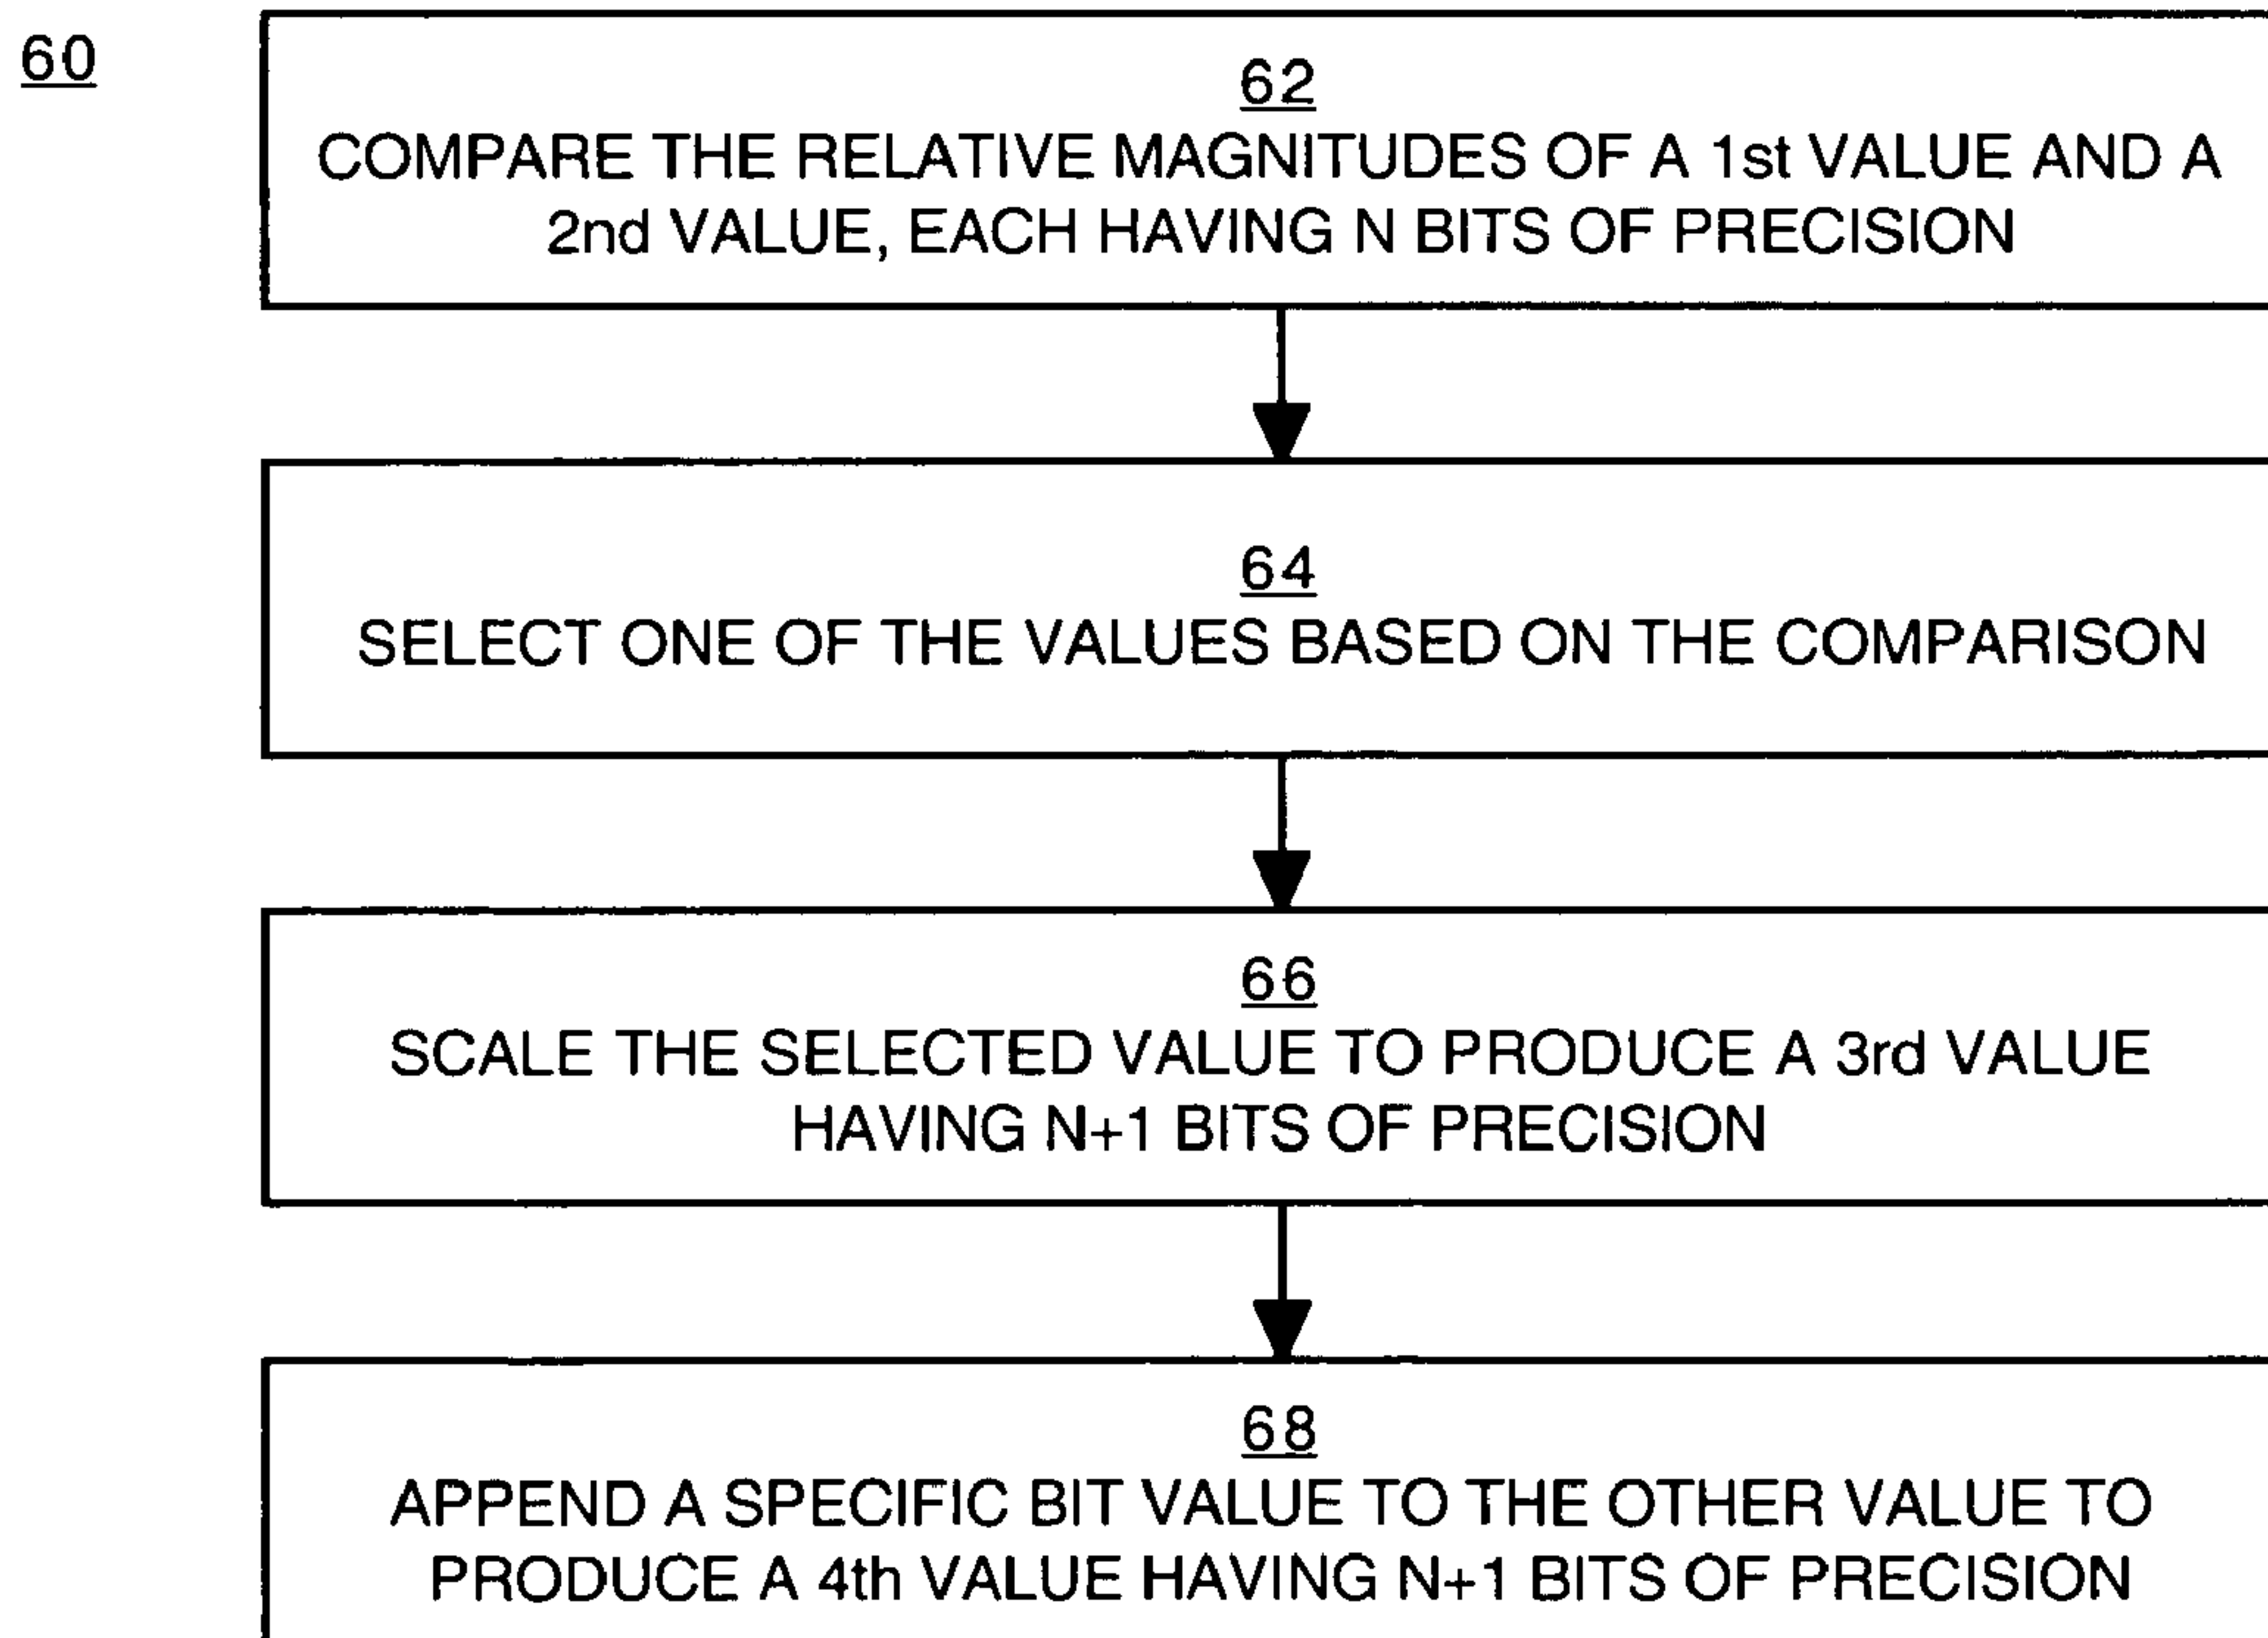 60
62
COMPARE THE RELATIVE MAGNITUDES OF A 1st VALUE AND A
2nd VALUE, EACH HAVING N BITS OF PRECISION
64
SELECT ONE OF THE VALUES BASED ON THE COMPARISON
66
SCALE THE SELECTED VALUE TO PRODUCE A 3rd VALUE
HAVING N+1 BITS OF PRECISION
68
APPEND A SPECIFIC BIT VALUE TO THE OTHER VALUE TO
PRODUCE A 4th VALUE HAVING N+1 BITS OF PRECISION